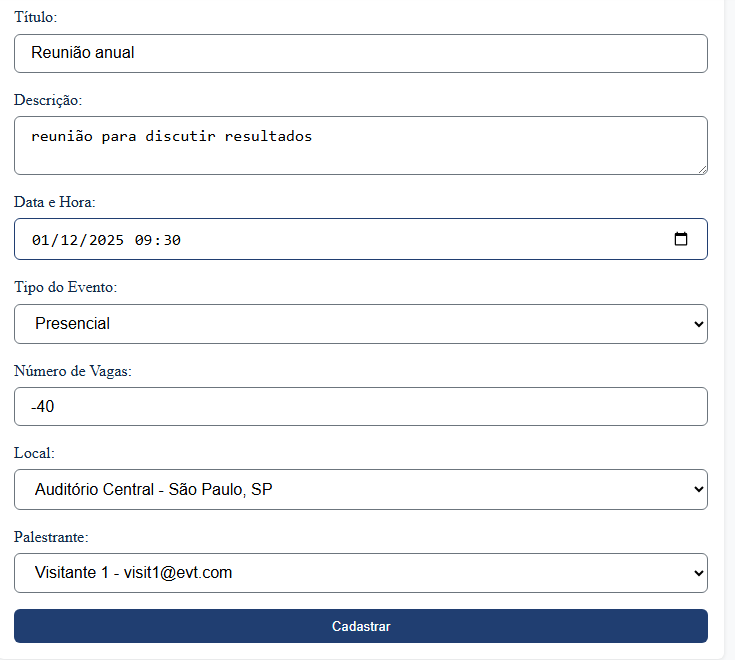 Título:
Reunião anual
Descrição:
reunião para discutir resultados
Data e Hora:
01/12/2025 09:30
Tipo do Evento:
Presencial
Número de Vagas:
-40
Local:
Auditório Central - São Paulo, SP
Palestrante:
Visitante 1 - visit1@evt.com
Cadastrar